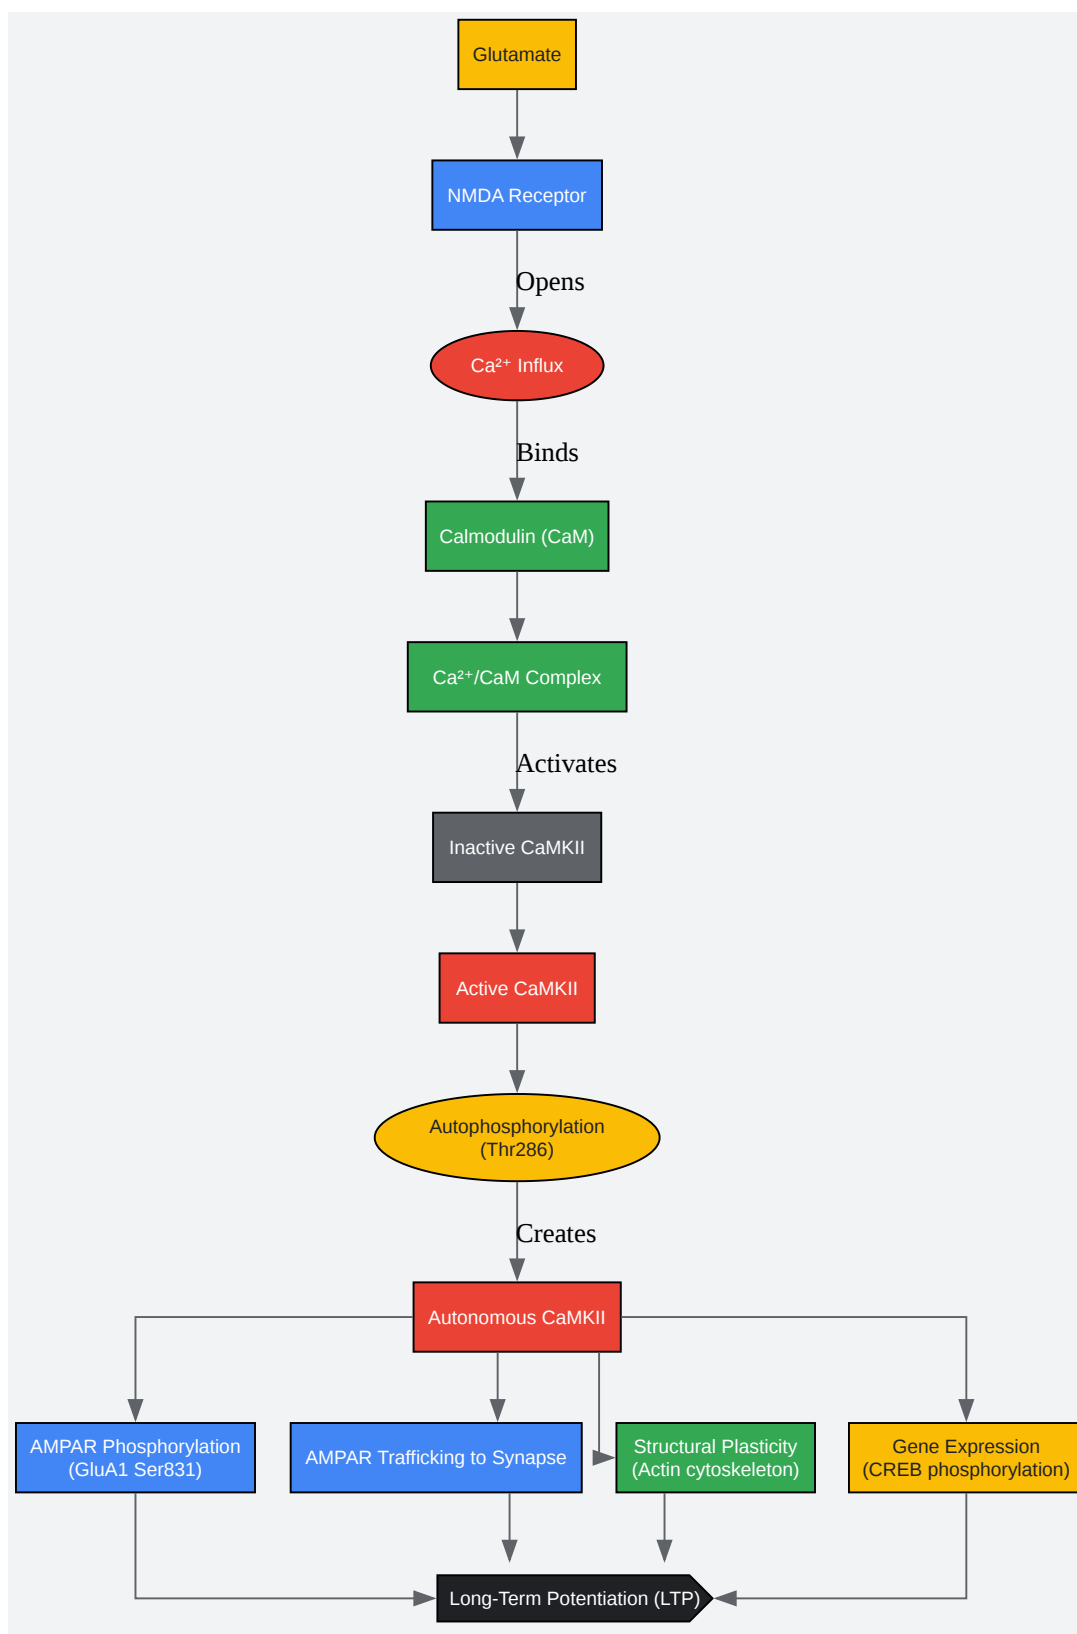 Glutamate
NMDA Receptor
Opens
Ca²⁺ Influx
Binds
Calmodulin (CaM)
Ca²⁺/CaM Complex
Activates
Inactive CaMKII
Active CaMKII
Autophosphorylation
(Thr286)
Creates
Autonomous CaMKII
AMPAR Phosphorylation
(GluA1 Ser831)
AMPAR Trafficking to Synapse
Structural Plasticity
(Actin cytoskeleton)
Gene Expression
(CREB phosphorylation)
Long-Term Potentiation (LTP)